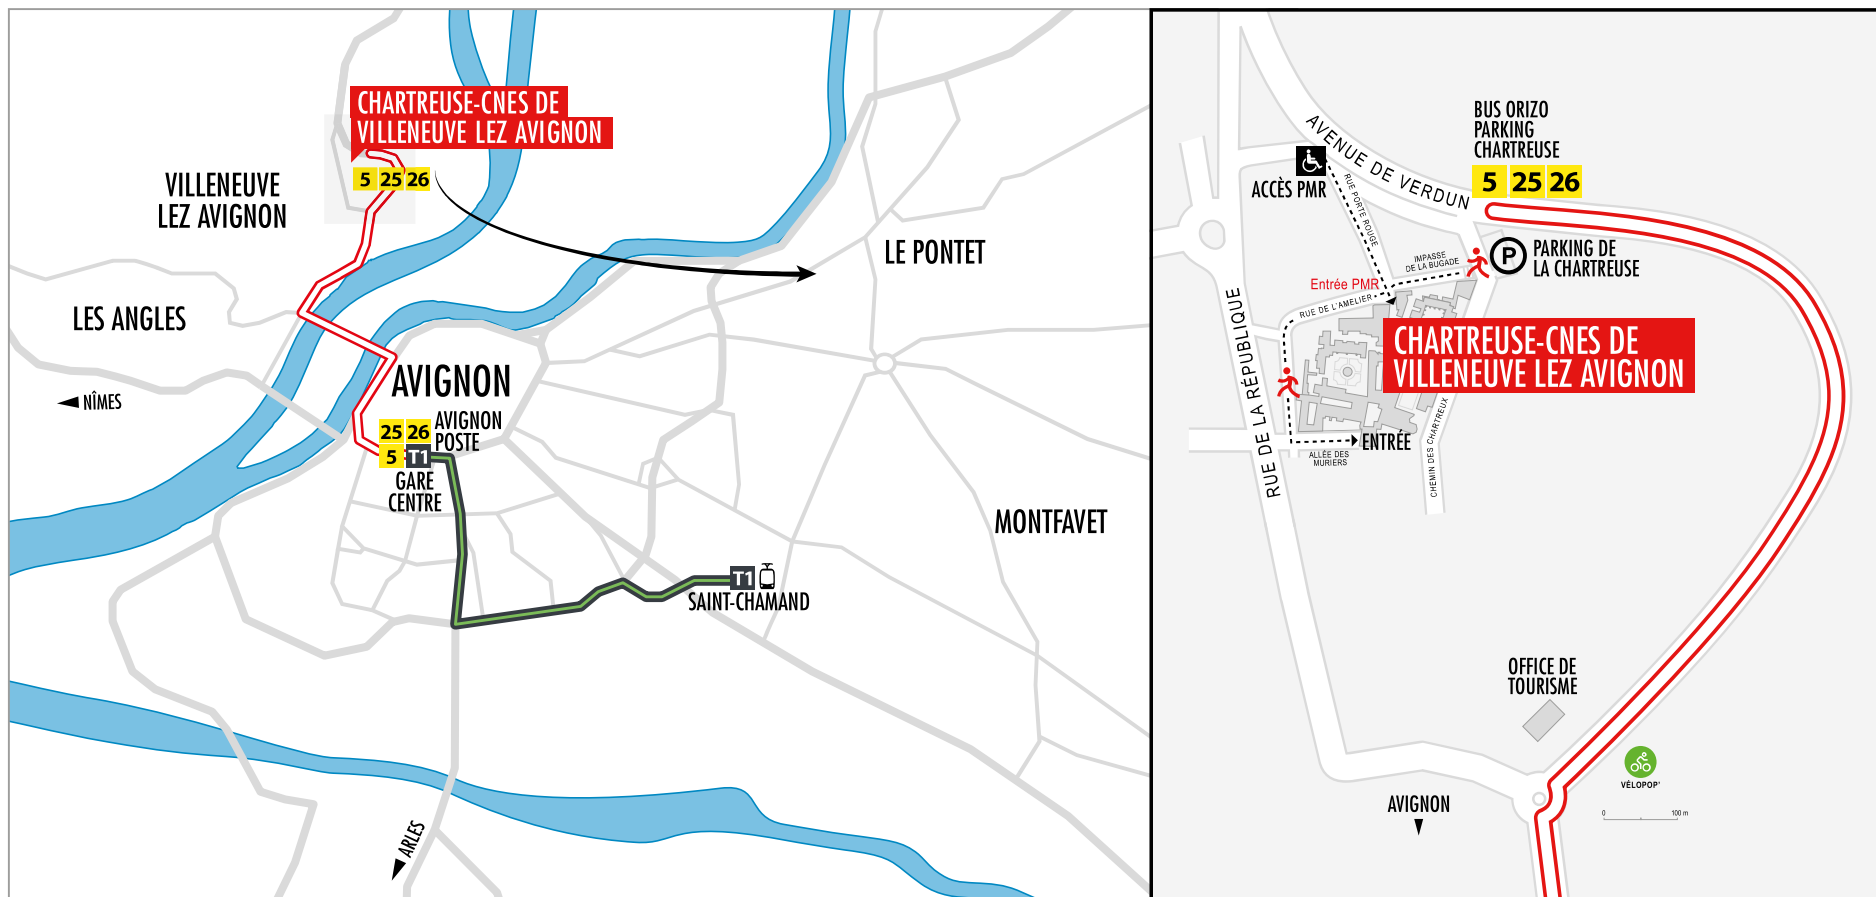 CHARTREUSE-CNES DE
VILLENEUVE LEZ AVIGNON
5 25 26
VILLENEUVE
LEZ AVIGNON
LE PONTET
LES ANGLES
NÎMES
AVIGNON
25 26
5 T1
AVIGNON
POSTE
GARE
CENTRE
MONTFAVET
T1
SAINT-CHAMAND
ARLES
BUS ORIZO
PARKING
CHARTREUSE
5 25 26
AVENUE DE VERDUN
ACCÈS PMR
RUE PORTE ROUGE
P
PARKING DE
LA CHARTREUSE
IMPASSE
DE LA BUGADE
Entrée PMR
RUE DE L'AMELIER
RUE DE LA RÉPUBLIQUE
CHARTREUSE-CNES DE
VILLENEUVE LEZ AVIGNON
ENTRÉE
ALLÉE DES
MURIERS
CHEMIN DES CHARTREUX
OFFICE DE
TOURISME
VÉLOPOP'
AVIGNON
0 100 m